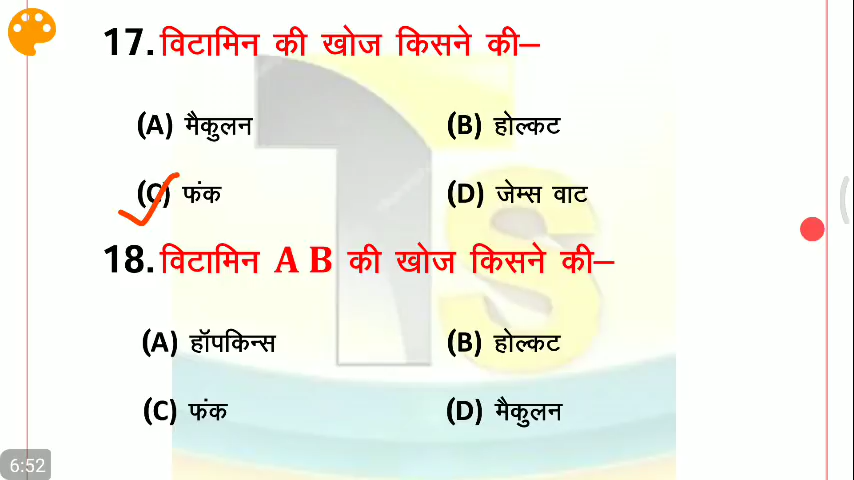 17. विटामिन की खोज किसने की–
(A) मैकुलन (B) होल्कट
(C) फंक (D) जेम्स वाट
18. विटामिन A B की खोज किसने की–
(A) हॉपकिन्स (B) होल्कट
(C) फंक (D) मैकुलन
6:52